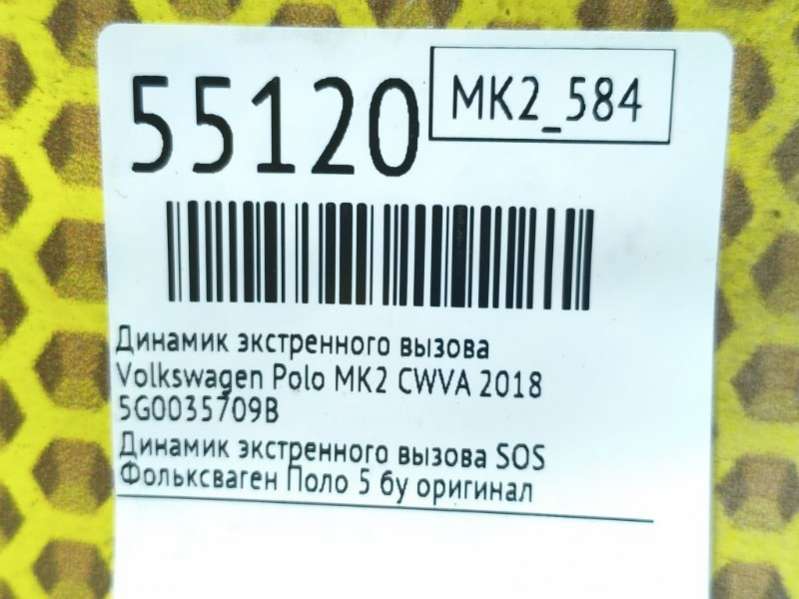 55120
MK2_584
Динамик экстренного вызова
Volkswagen Polo MK2 CWVA 2018
5G0035709B
Динамик экстренного вызова SOS
Фольксваген Поло 5 бу оригинал